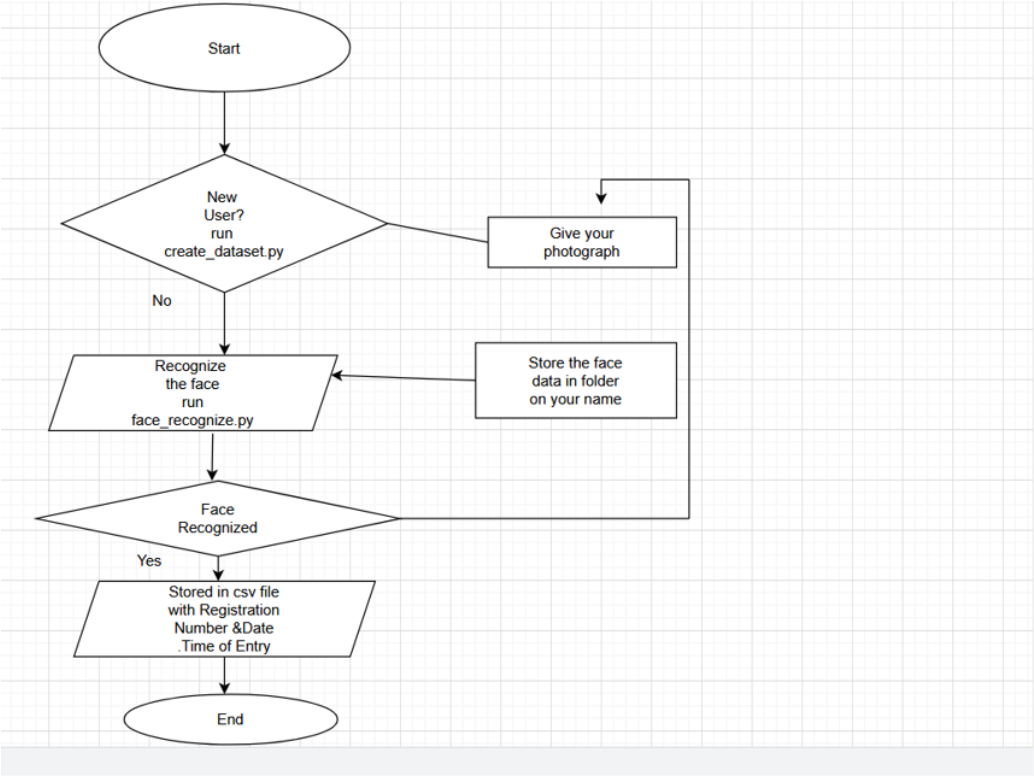 Start
New
User?
run
create_dataset.py
Give your
photograph
No
Recognize
the face
run
face_recognize.py
Store the face
data in folder
on your name
Face
Recognized
Yes
Stored in csv file
with Registration
Number &Date
.Time of Entry
End